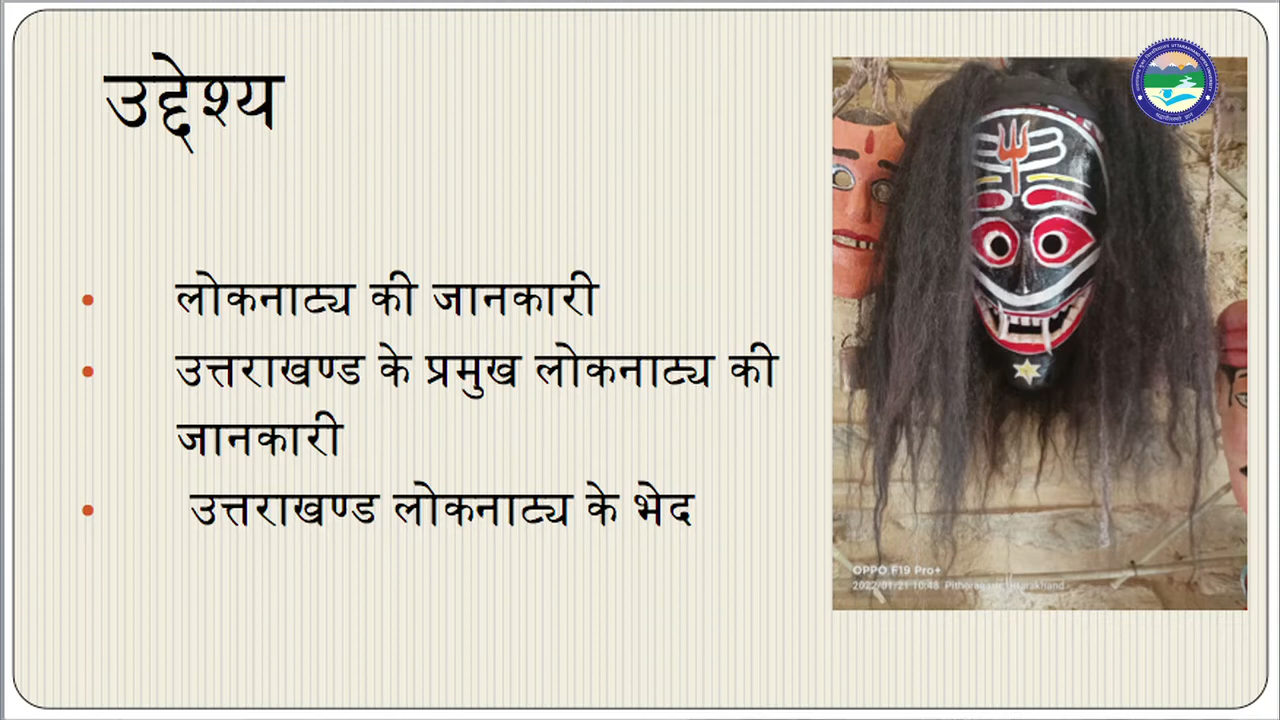 उद्देश्य
• लोकनाट्य की जानकारी
• उत्तराखण्ड के प्रमुख लोकनाट्य की
जानकारी
• उत्तराखण्ड लोकनाट्य के भेद
OPPO F19 Pro+
2022/01/21 10:48 Pithoragarh, Uttarakhand